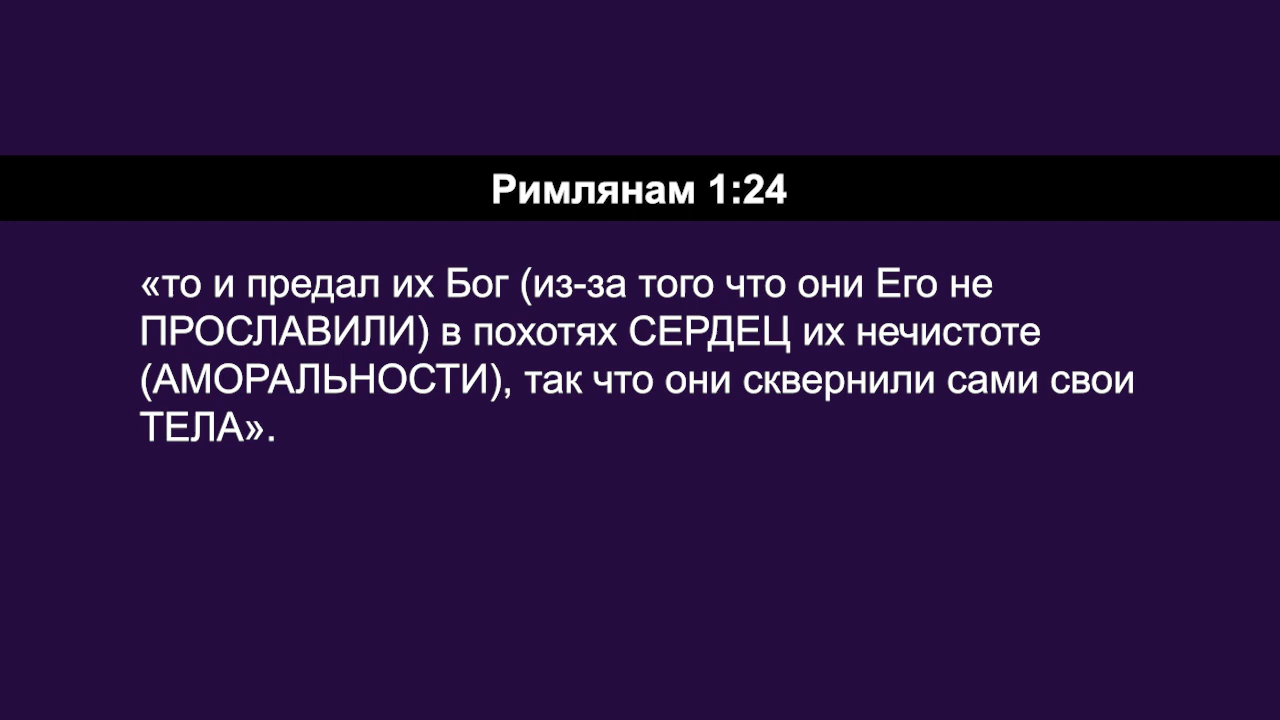 Римлянам 1:24
«то и предал их Бог (из-за того что они Его не
ПРОСЛАВИЛИ) в похотях СЕРДЕЦ их нечистоте
(АМОРАЛЬНОСТИ), так что они сквернили сами свои
ТЕЛА».